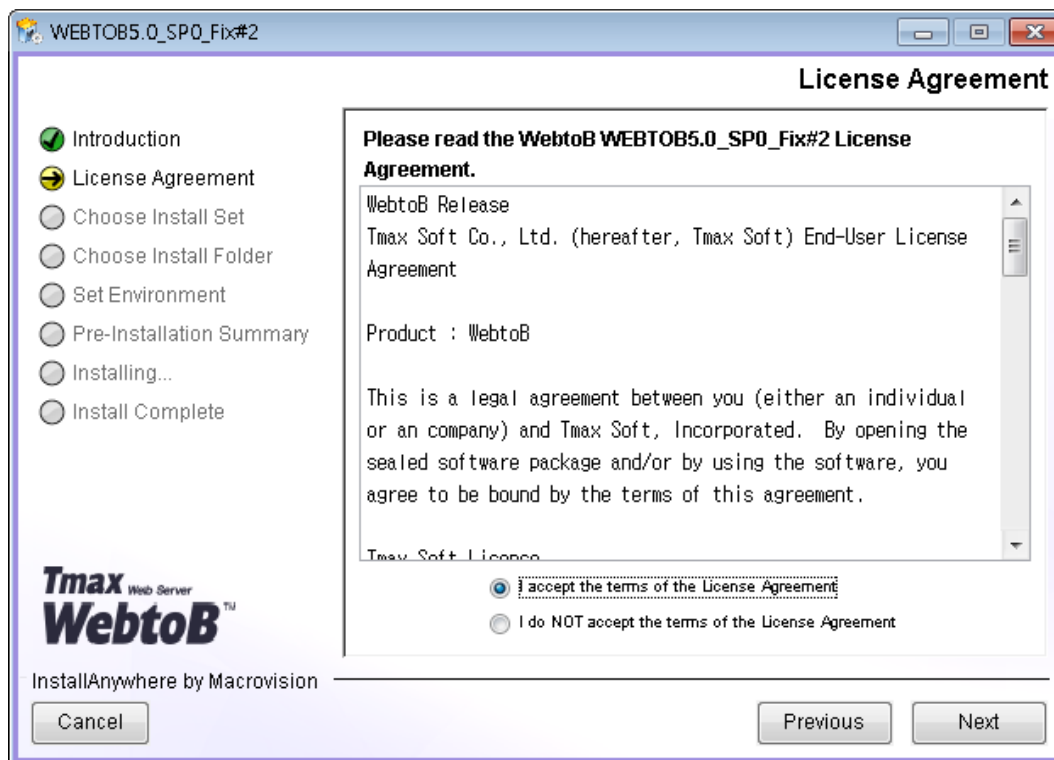 WEBTOB5.0_SP0_Fix#2
License Agreement
Introduction
License Agreement
Choose Install Set
Choose Install Folder
Set Environment
Pre-Installation Summary
Installing...
Install Complete
Please read the WebtoB WEBTOB5.0_SP0_Fix#2 License
Agreement.
WebtoB Release
Tmax Soft Co., Ltd. (hereafter, Tmax Soft) End-User License
Agreement
Product : WebtoB
This is a legal agreement between you (either an individual
or an company) and Tmax Soft, Incorporated.  By opening the
sealed software package and/or by using the software, you
agree to be bound by the terms of this agreement.
Tmax Soft License
I accept the terms of the License Agreement
I do NOT accept the terms of the License Agreement
Tmax Web Server
WebtoB™
InstallAnywhere by Macrovision
Cancel
Previous
Next